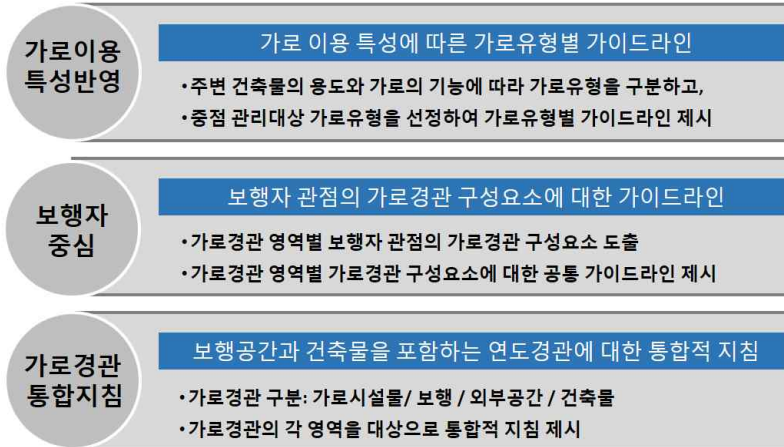 가로이용
특성반영
가로 이용 특성에 따른 가로유형별 가이드라인
•주변 건축물의 용도와 가로의 기능에 따라 가로유형을 구분하고,
•중점 관리대상 가로유형을 선정하여 가로유형별 가이드라인 제시
보행자
중심
보행자 관점의 가로경관 구성요소에 대한 가이드라인
•가로경관 영역별 보행자 관점의 가로경관 구성요소 도출
•가로경관 영역별 가로경관 구성요소에 대한 공통 가이드라인 제시
가로경관
통합지침
보행공간과 건축물을 포함하는 연도경관에 대한 통합적 지침
•가로경관 구분: 가로시설물/ 보행 / 외부공간 / 건축물
•가로경관의 각 영역을 대상으로 통합적 지침 제시